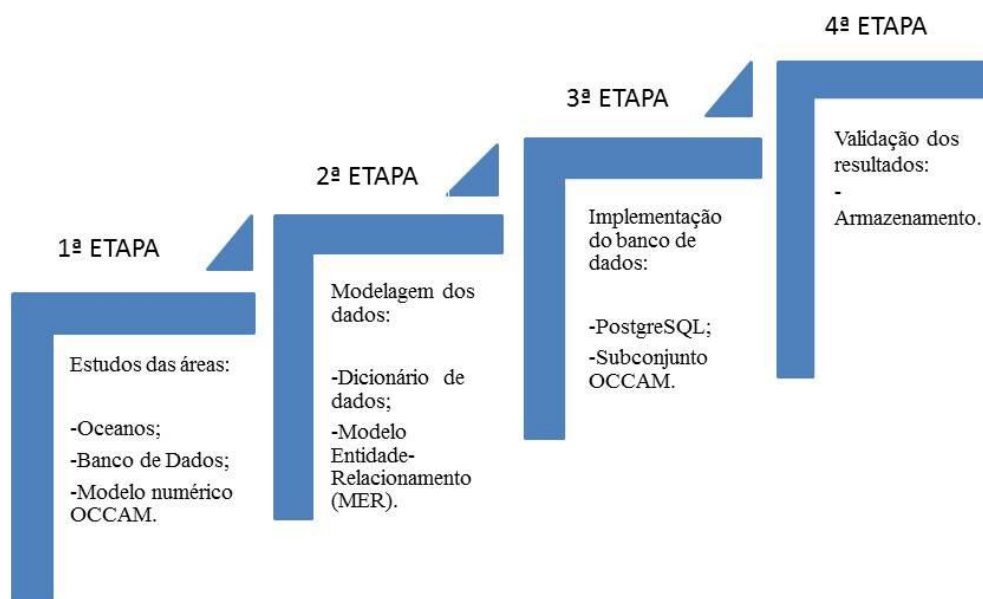 1ª ETAPA
Estudos das áreas:
-Oceanos;
-Banco de Dados;
-Modelo numérico
OCCAM.
2ª ETAPA
Modelagem dos
dados:
-Dicionário de
dados;
-Modelo
Entidade-
Relacionamento
(MER).
3ª ETAPA
Implementação
do banco de
dados:
-PostgreSQL;
-Subconjunto
OCCAM.
4ª ETAPA
Validação dos
resultados:
-
Armazenamento.